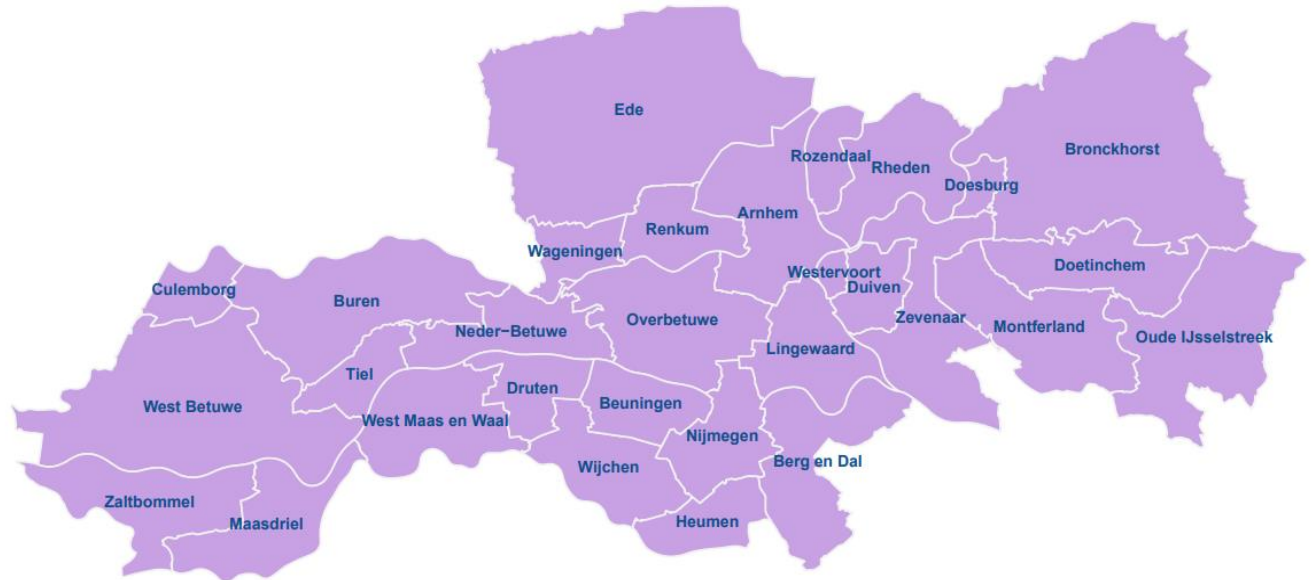 Ede
Bronckhorst
Rozendaal
Rheden
Doesburg
Arnhem
Renkum
Wageningen
Doetinchem
Westervoort
Culemborg
Duiven
Buren
Zevenaar
Overbetuwe
Montferland
Neder−Betuwe
Oude IJsselstreek
Lingewaard
Tiel
Druten
Beuningen
West Betuwe
West Maas en Waal
Nijmegen
Berg en Dal
Wijchen
Zaltbommel
Maasdriel
Heumen